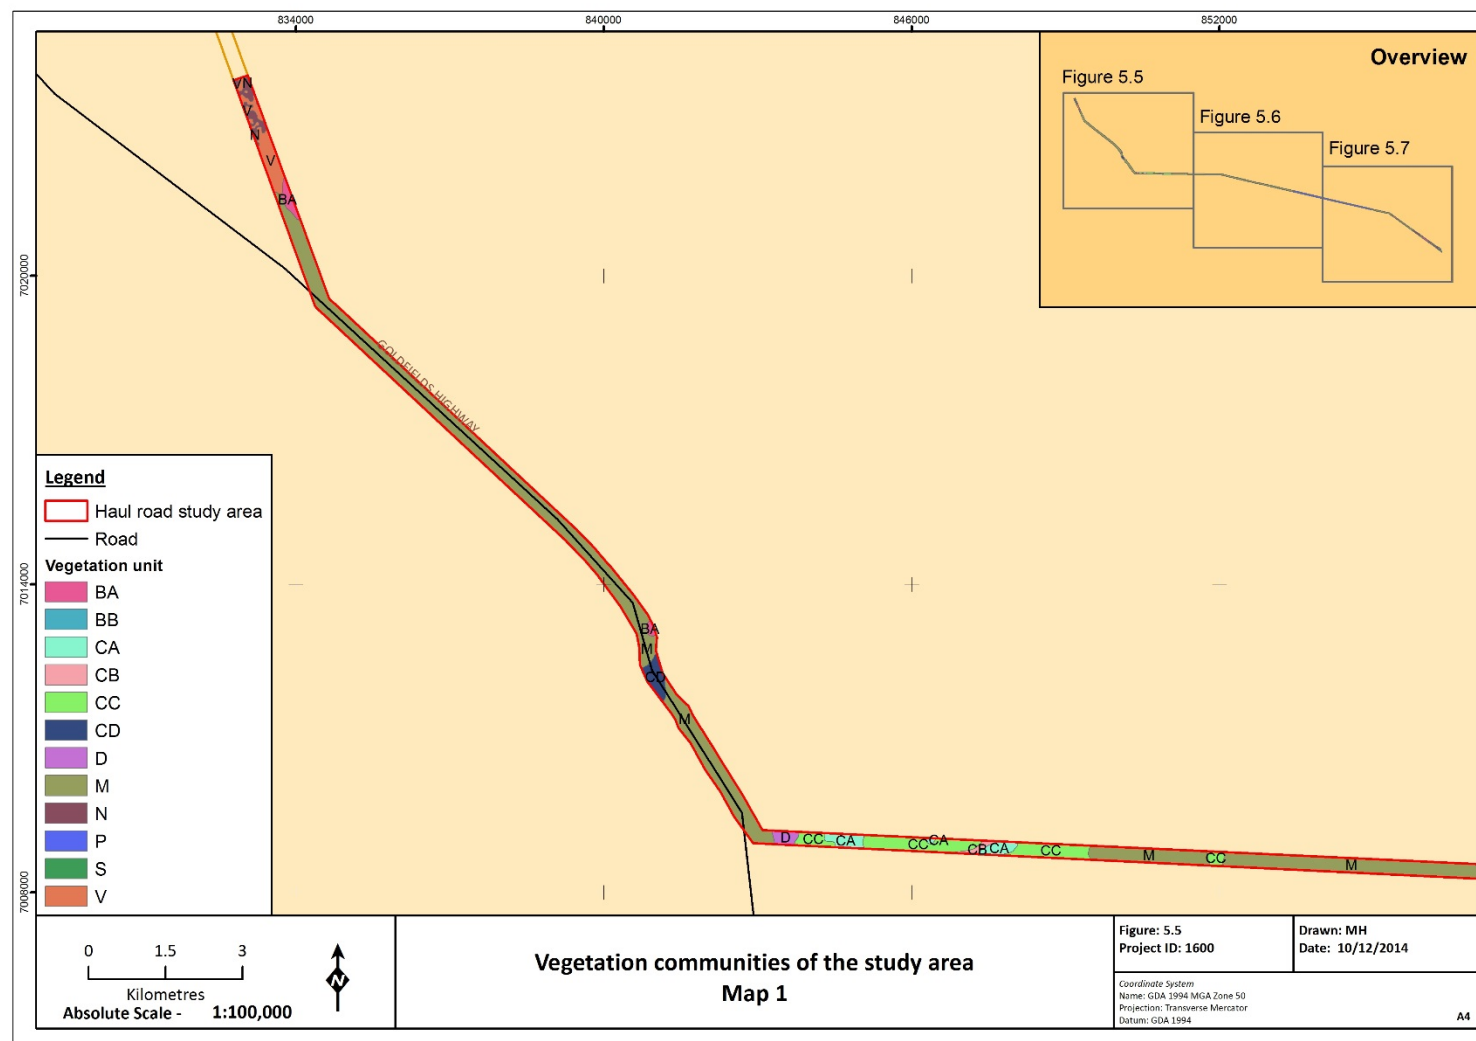 834000
840000
846000
852000
7020000
7014000
7008000
Overview
Figure 5.5
Figure 5.6
Figure 5.7
VN
V
N
V
BA
GOLDFIELDS HIGHWAY
BA
M
CD
M
D
CC
CA
CC
CA
CB
CA
CC
M
CC
M
Legend
Haul road study area
Road
Vegetation unit
BA
BB
CA
CB
CC
CD
D
M
N
P
S
V
0 1.5 3
Kilometres
Absolute Scale - 1:100,000
N
Vegetation communities of the study area
Map 1
Figure: 5.5
Project ID: 1600
Drawn: MH
Date: 10/12/2014
Coordinate System
Name: GDA 1994 MGA Zone 50
Projection: Transverse Mercator
Datum: GDA 1994
A4